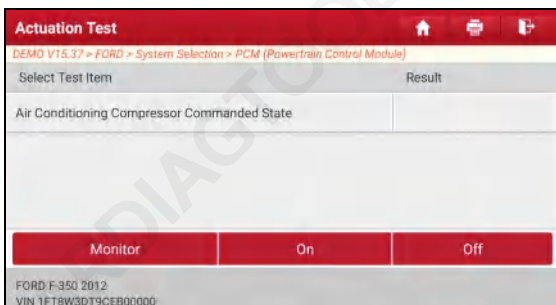 Actuation Test
DEMO V15.37 > FORD > System Selection > PCM (Powertrain Control Module)
Select Test Item Result
Air Conditioning Compressor Commanded State
Monitor On Off
FORD F-350 2012
VIN 1FT8W3DT9CEB00000